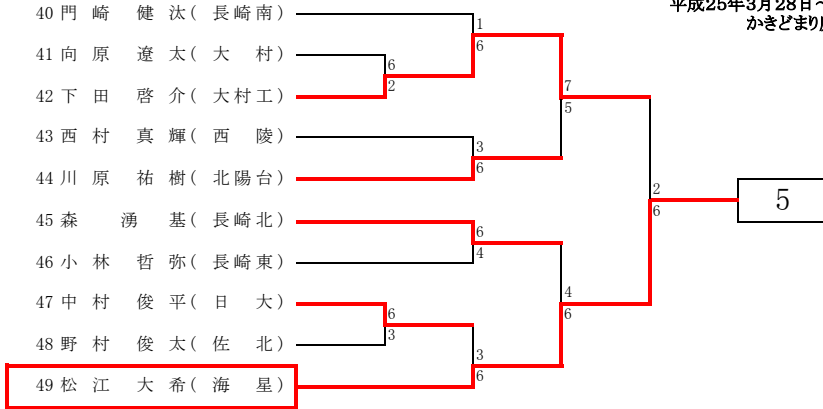 平成25年3月28日～
かきどまり
40 門 崎 健 汰 ( 長 崎 南 )
1
6
41 向 原 遼 太 ( 大 村 )
6
2
42 下 田 啓 介 ( 大 村 工 )
7
5
43 西 村 真 輝 ( 西 陵 )
3
6
44 川 原 祐 樹 ( 北 陽 台 )
2
6
5
45 森 湧 基 ( 長 崎 北 )
6
4
46 小 林 哲 弥 ( 長 崎 東 )
4
6
47 中 村 俊 平 ( 日 大 )
6
3
48 野 村 俊 太 ( 佐 北 )
3
6
49 松 江 大 希 ( 海 星 )